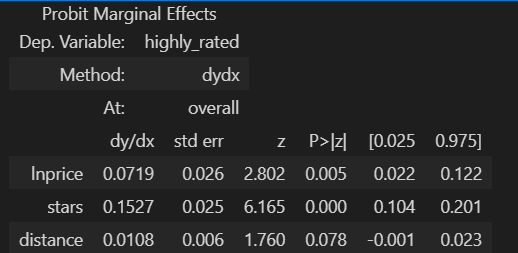 Probit Marginal Effects
Dep. Variable: highly_rated
Method: dydx
At: overall
dy/dx std err z P>|z| [0.025 0.975]
lnprice 0.0719 0.026 2.802 0.005 0.022 0.122
stars 0.1527 0.025 6.165 0.000 0.104 0.201
distance 0.0108 0.006 1.760 0.078 -0.001 0.023